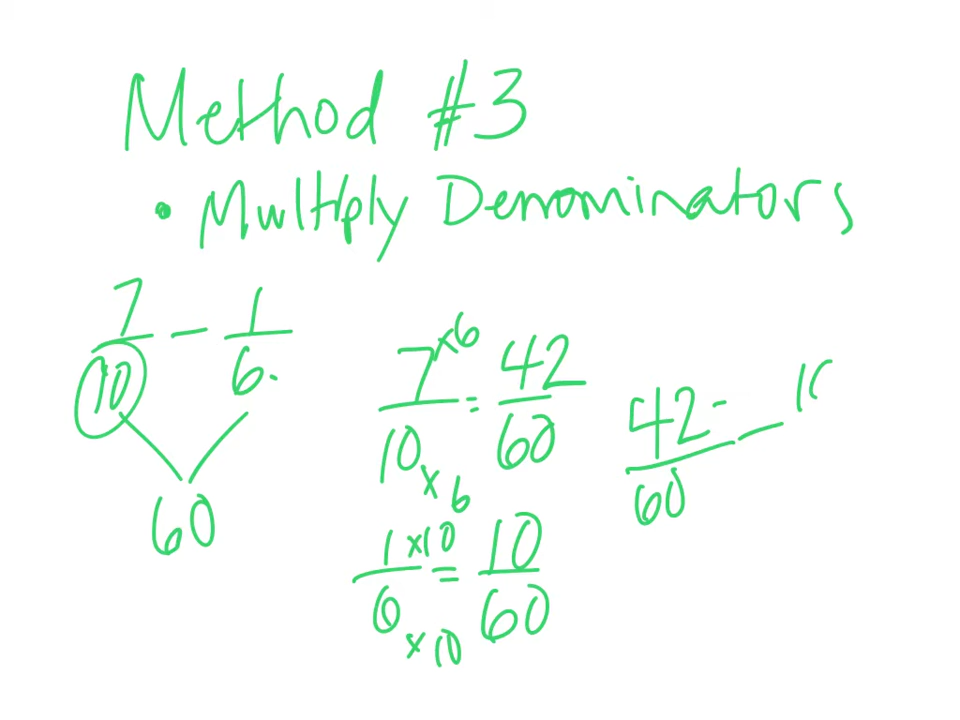 Method #3
• Multiply Denominators
7/10 − 1/6.
60
7×6/10×6 = 42/60
1×10/6×10 = 10/60
42/60 −